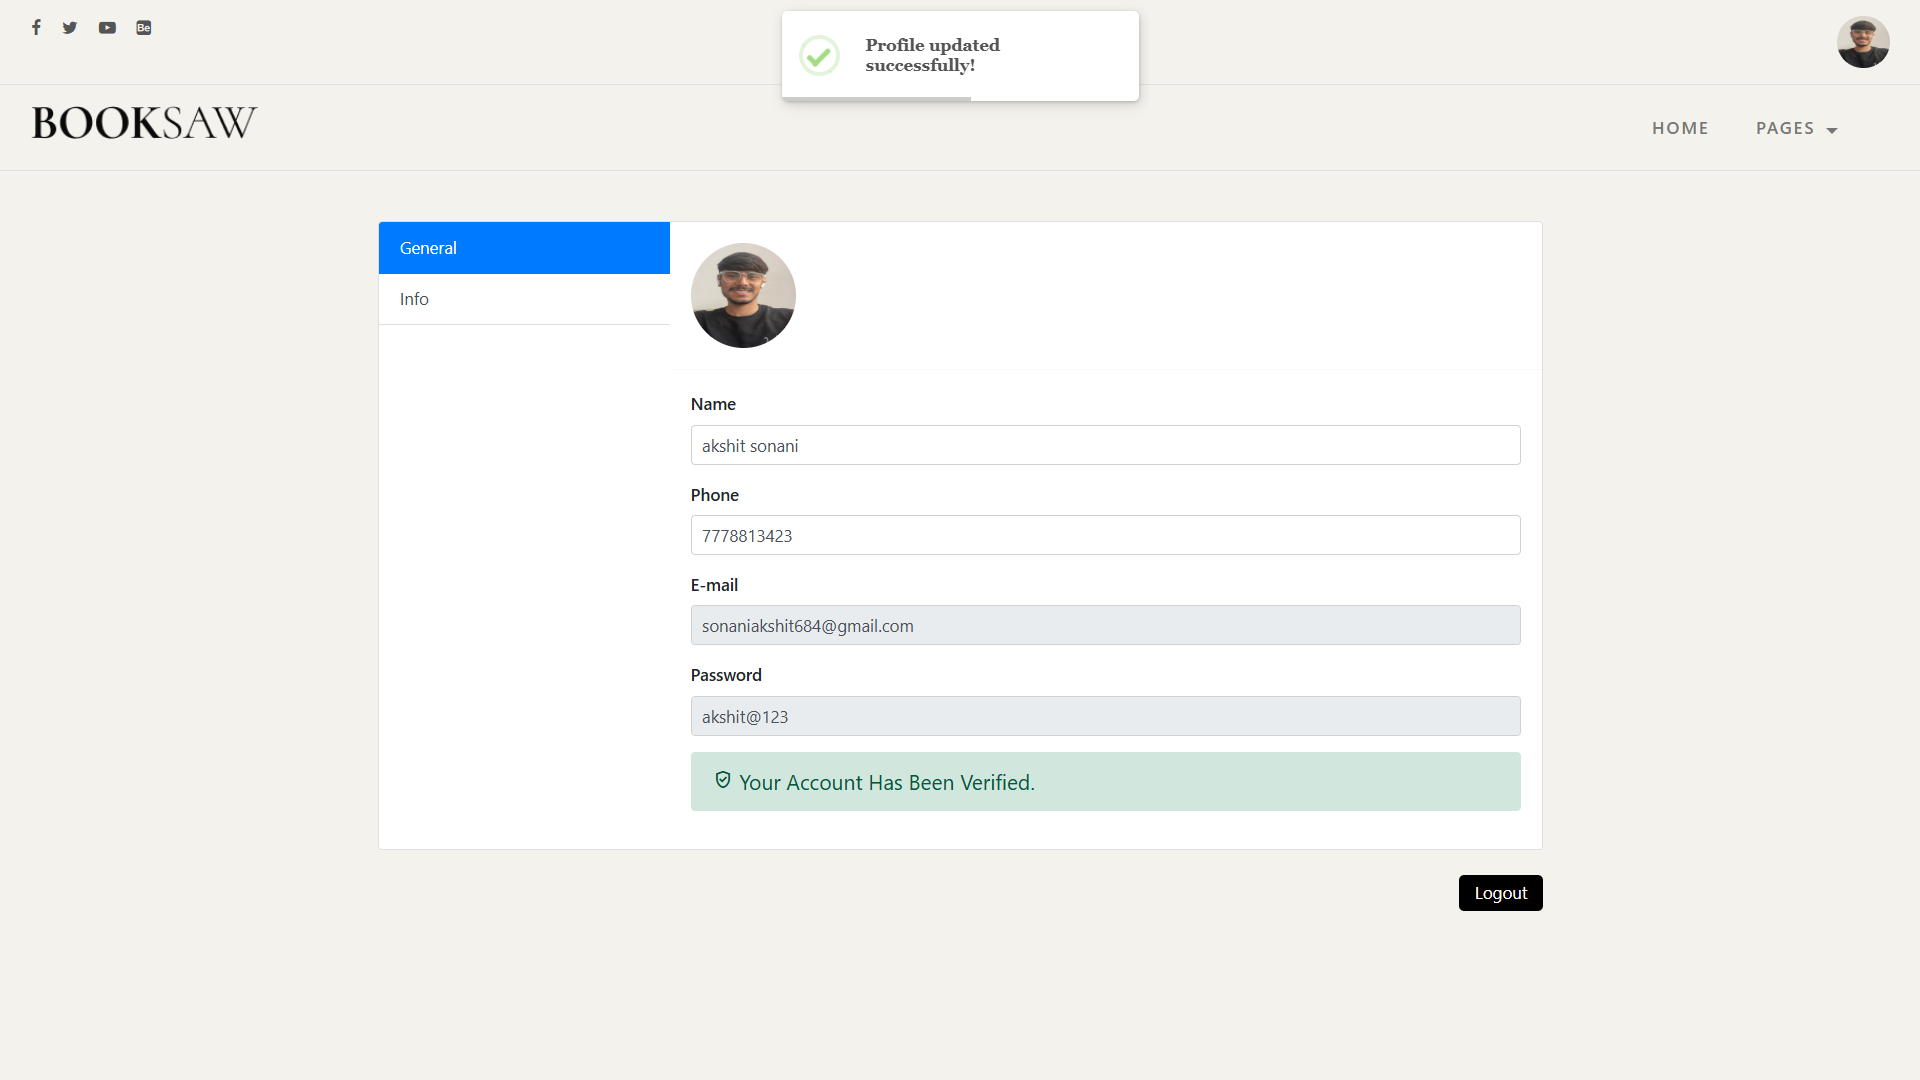 Be
Profile updated
successfully!
BOOKSAW
HOME
PAGES
General
Info
Name
akshit sonani
Phone
7778813423
E-mail
sonaniakshit684@gmail.com
Password
akshit@123
Your Account Has Been Verified.
Logout